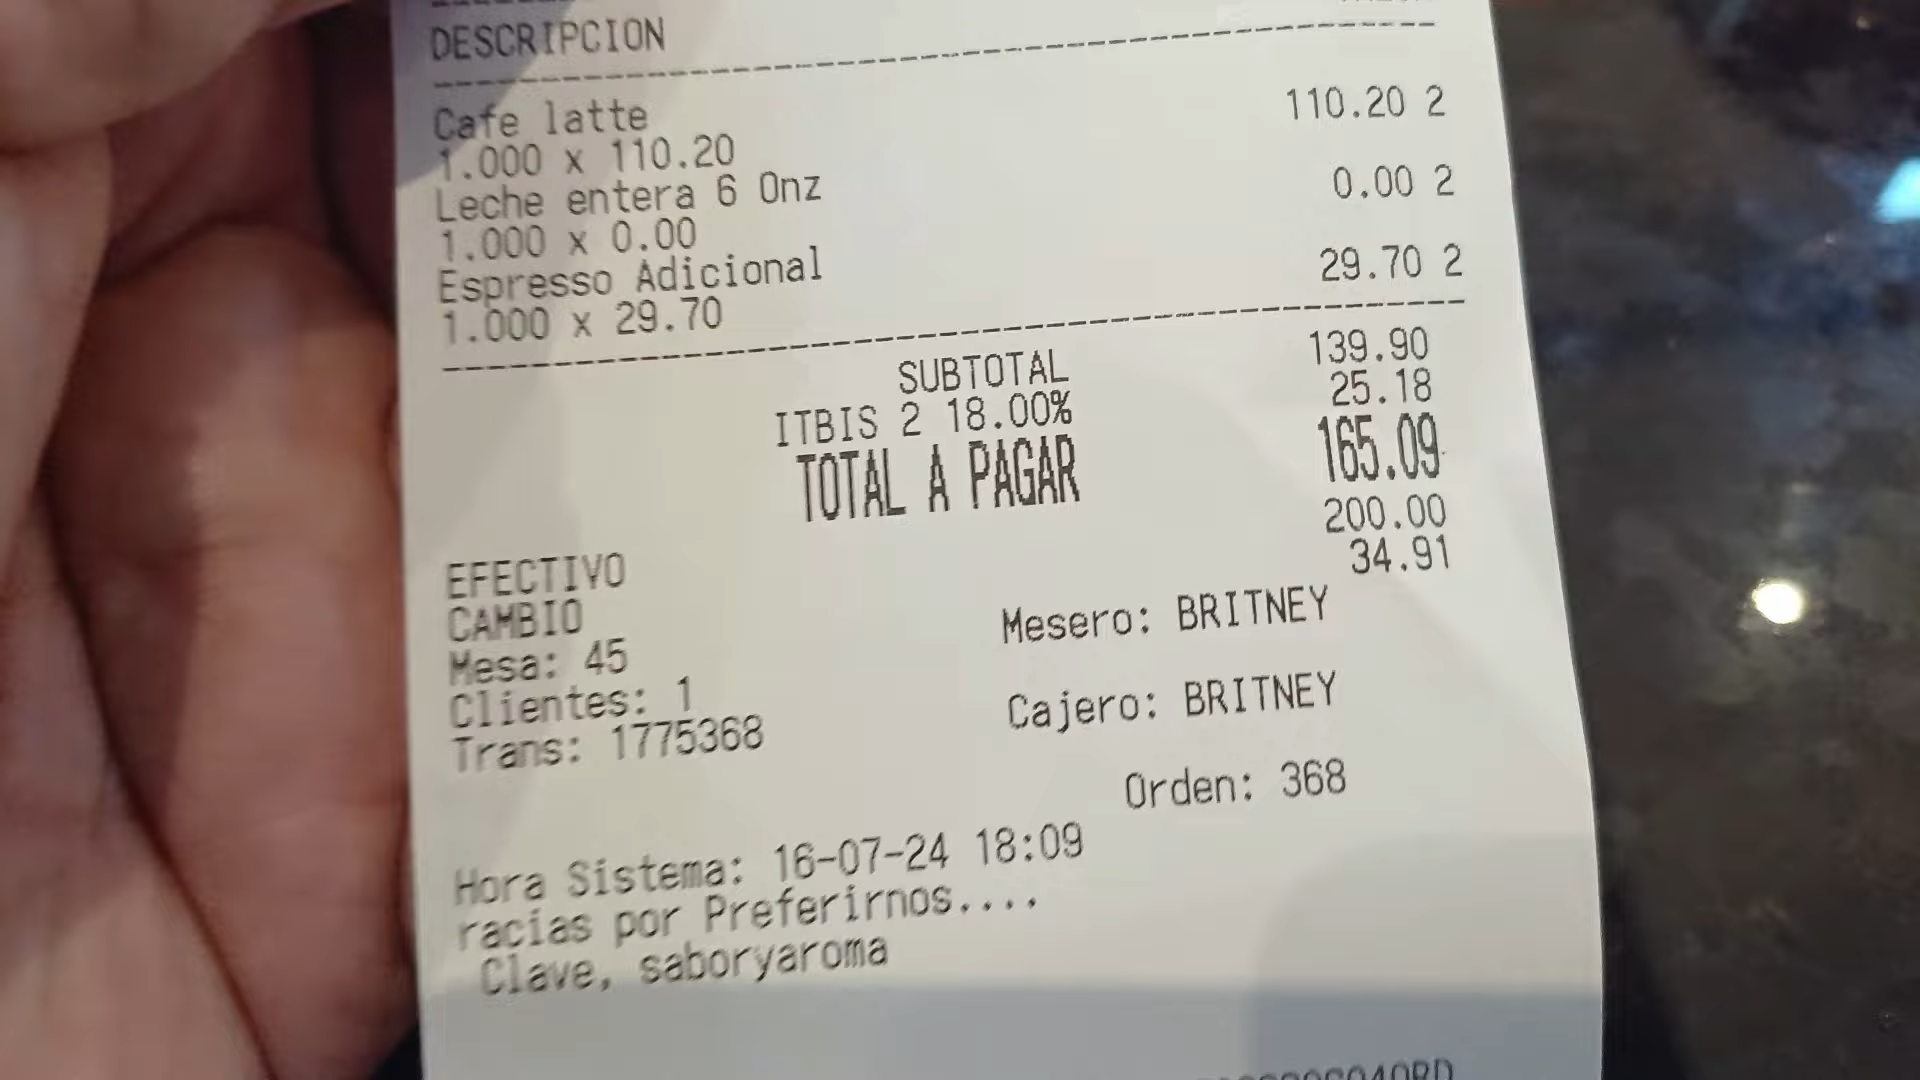 DESCRIPCION
Cafe latte 110.20 2
1.000 x 110.20
Leche entera 6 Onz 0.00 2
1.000 x 0.00
Espresso Adicional 29.70 2
1.000 x 29.70
SUBTOTAL 139.90
ITBIS 2 18.00% 25.18
TOTAL A PAGAR 165.09
EFECTIVO 200.00
CAMBIO 34.91
Mesa: 45 Mesero: BRITNEY
Clientes: 1
Trans: 1775368 Cajero: BRITNEY
Orden: 368
Hora Sistema: 16-07-24 18:09
racias por Preferirnos....
Clave, saboryaroma